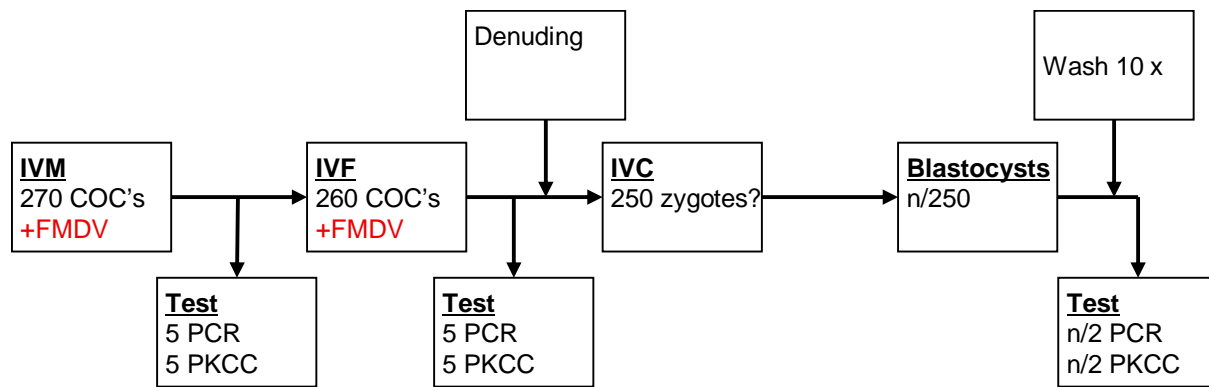 Denuding
Wash 10 x
IVM
270 COC's
+FMDV
IVF
260 COC's
+FMDV
IVC
250 zygotes?
Blastocysts
n/250
Test
5 PCR
5 PKCC
Test
5 PCR
5 PKCC
Test
n/2 PCR
n/2 PKCC